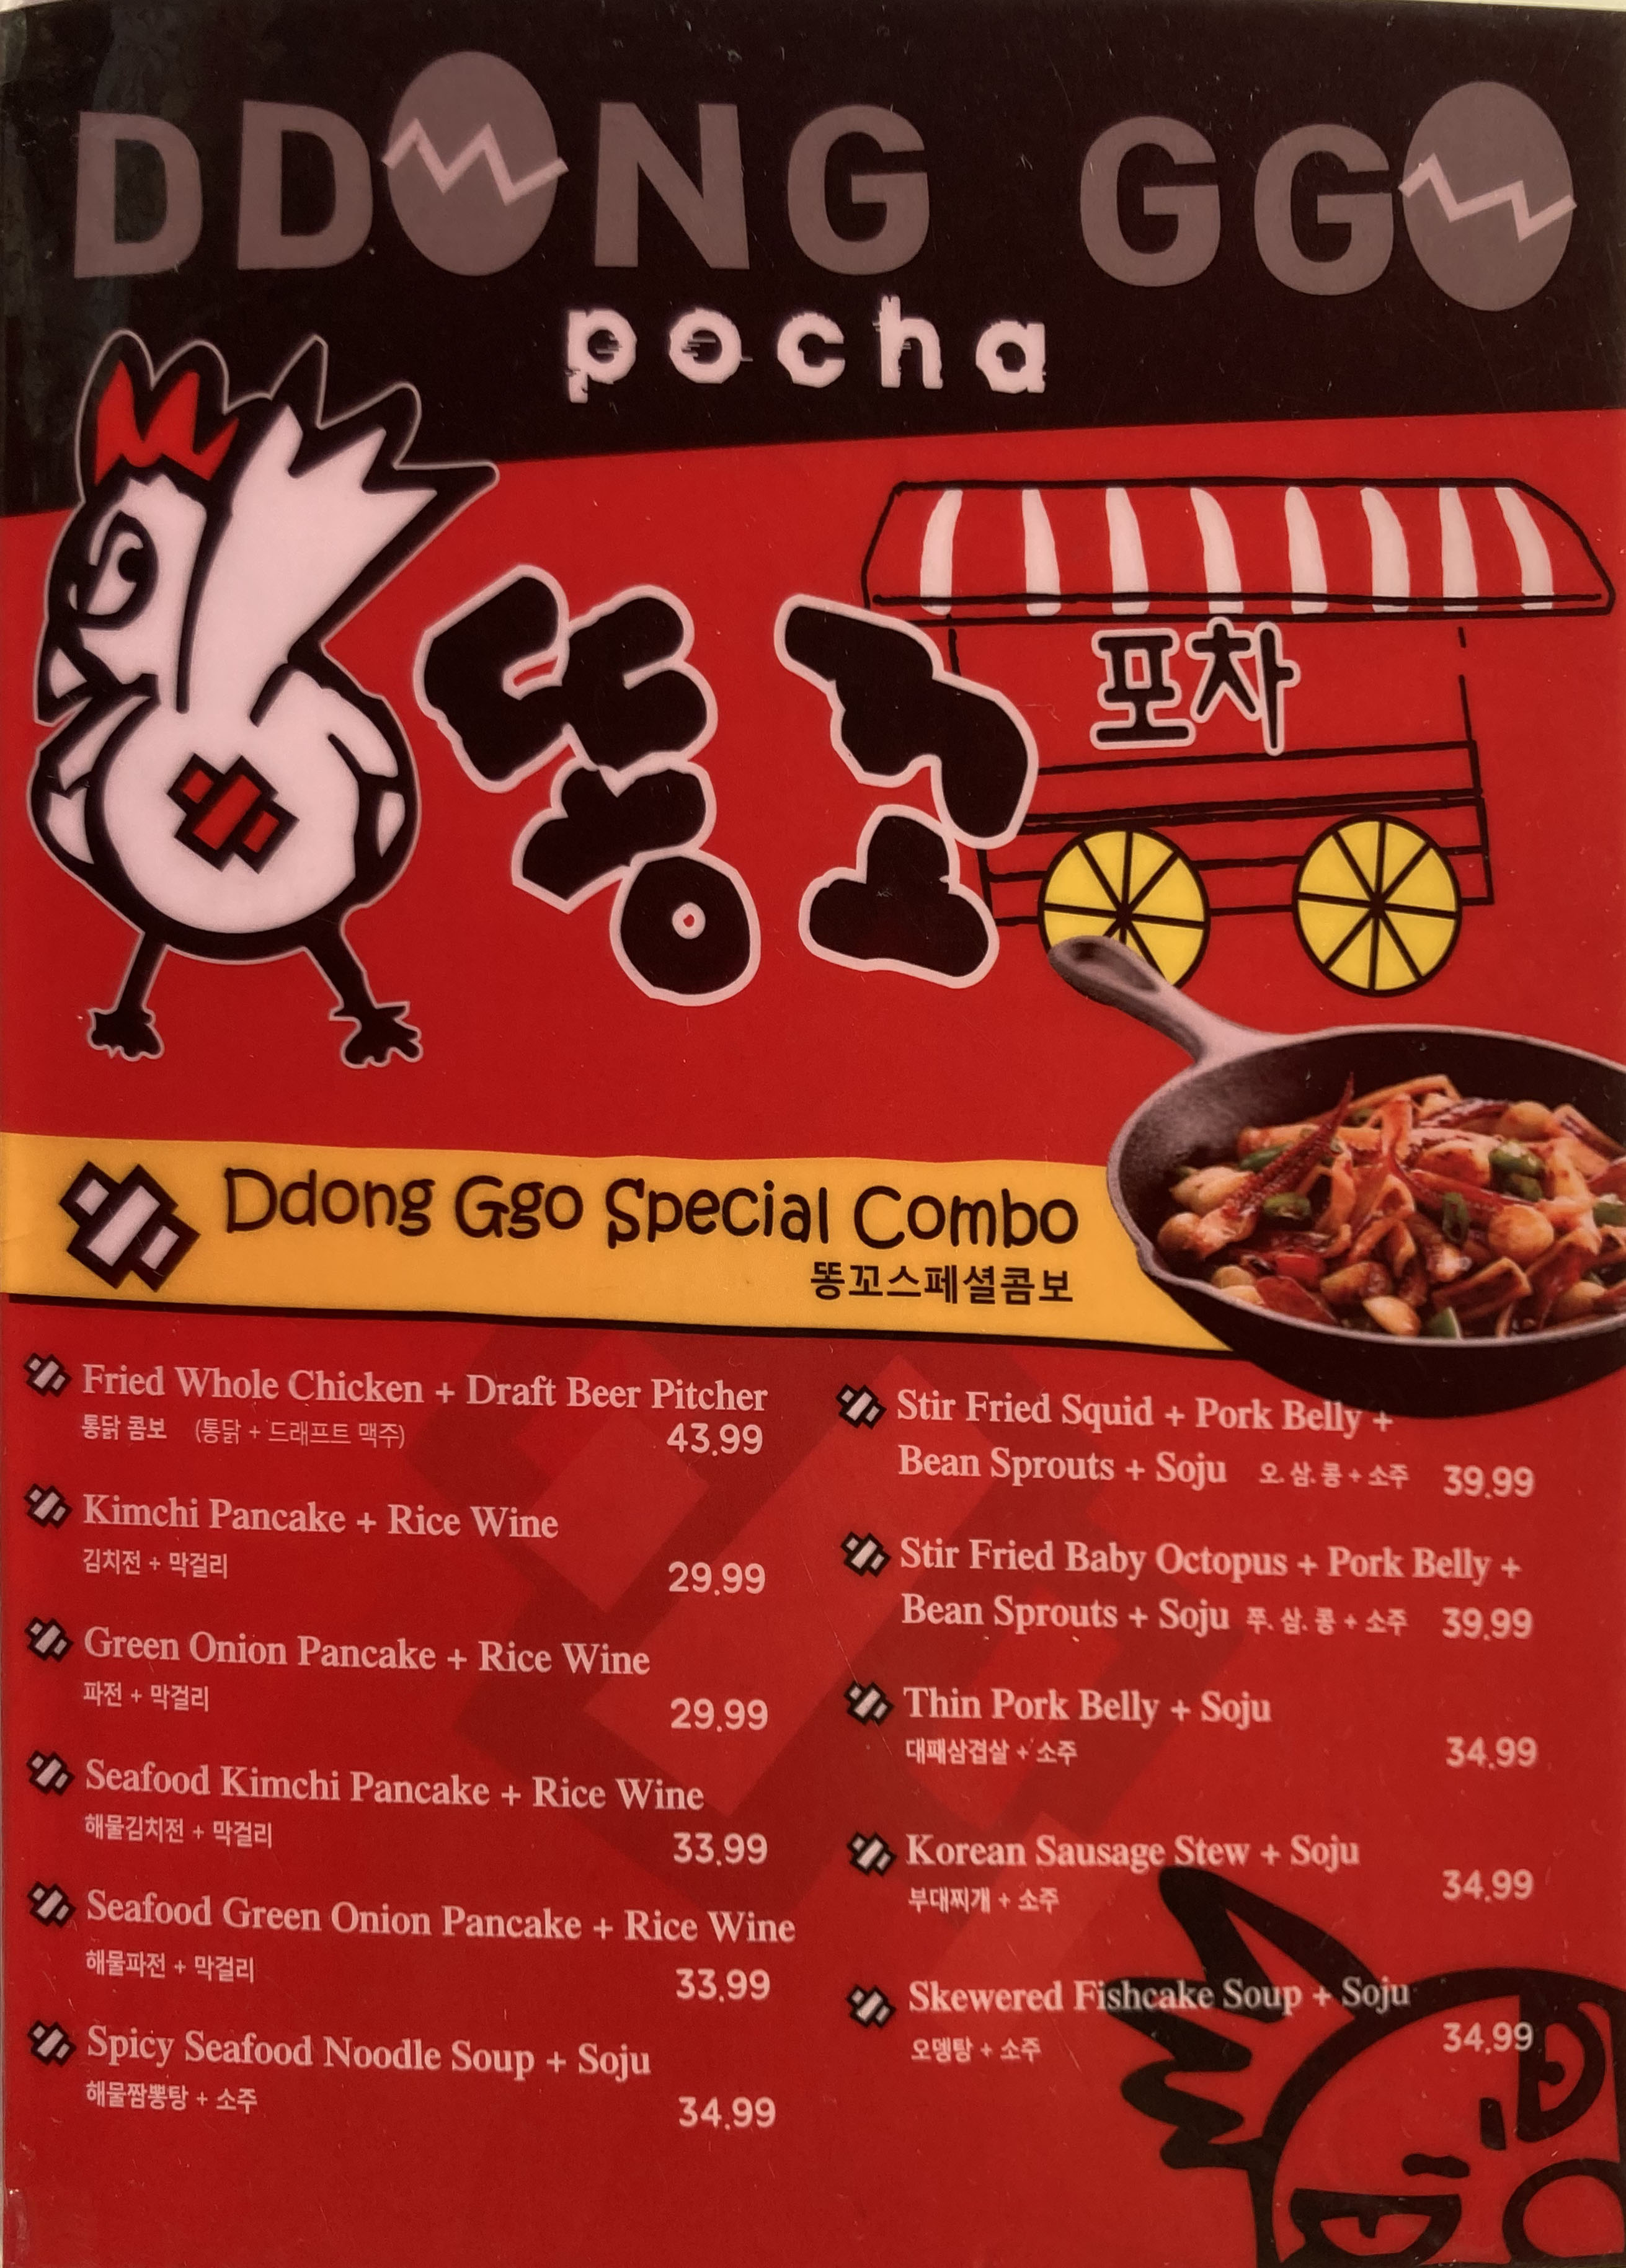 DDONG GGO
pocha
똥꼬
포차
Ddong Ggo Special Combo
똥꼬스페셜콤보
Fried Whole Chicken + Draft Beer Pitcher
통닭 콤보 (통닭 + 드래프트 맥주) 43.99
Kimchi Pancake + Rice Wine
김치전 + 막걸리 29.99
Green Onion Pancake + Rice Wine
파전 + 막걸리 29.99
Seafood Kimchi Pancake + Rice Wine
해물김치전 + 막걸리 33.99
Seafood Green Onion Pancake + Rice Wine
해물파전 + 막걸리 33.99
Spicy Seafood Noodle Soup + Soju
해물짬뽕탕 + 소주 34.99
Stir Fried Squid + Pork Belly +
Bean Sprouts + Soju 오. 삼. 콩 + 소주 39.99
Stir Fried Baby Octopus + Pork Belly +
Bean Sprouts + Soju 쭈. 삼. 콩 + 소주 39.99
Thin Pork Belly + Soju
대패삼겹살 + 소주 34.99
Korean Sausage Stew + Soju
부대찌개 + 소주 34.99
Skewered Fishcake Soup + Soju
오뎅탕 + 소주 34.99